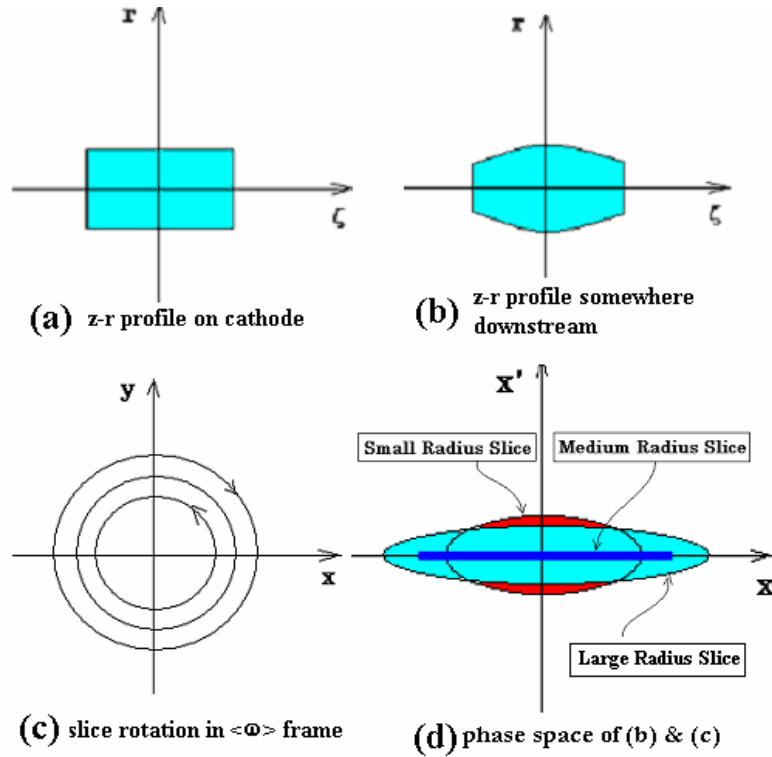 r
ζ
(a) z-r profile on cathode
r
ζ
(b) z-r profile somewhere
downstream
y
x
(c) slice rotation in <ω> frame
X'
Small Radius Slice
Medium Radius Slice
X
Large Radius Slice
(d) phase space of (b) & (c)